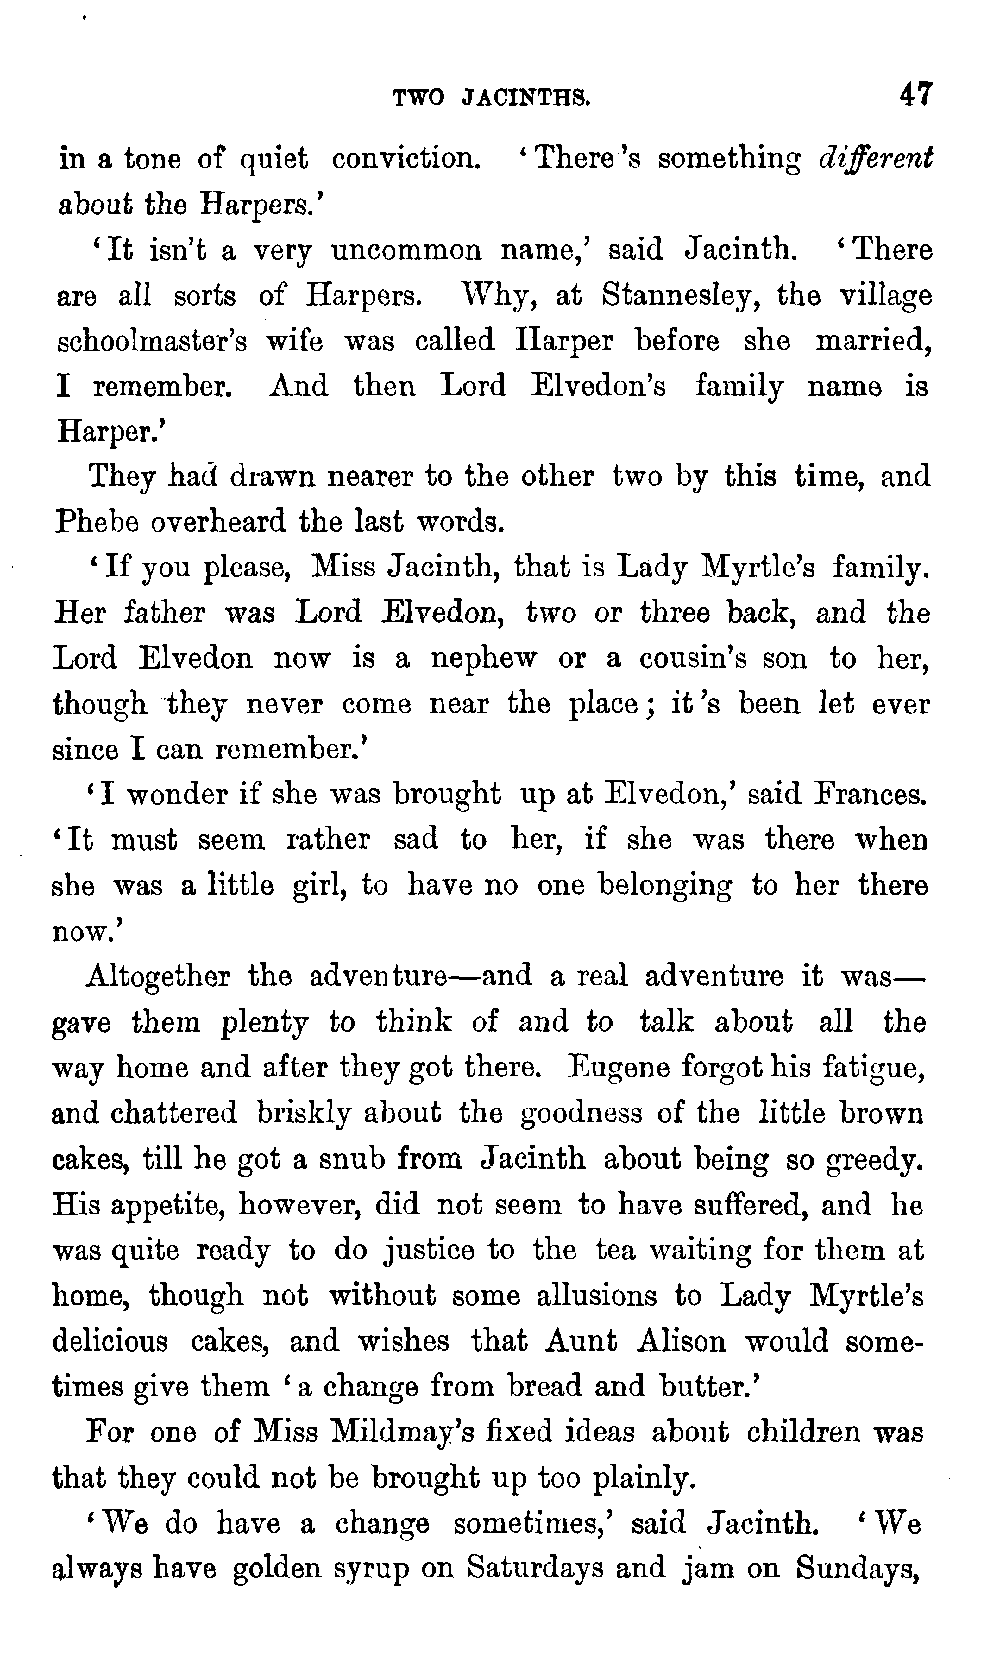 TWO JACINTHS. 47
in a tone of quiet conviction. ‘There’s something different
about the Harpers.’
‘It isn’t a very uncommon name,’ said Jacinth. ‘There
are all sorts of Harpers. Why, at Stannesley, the village
schoolmaster’s wife was called Harper before she married,
I remember. And then Lord Elvedon’s family name is
Harper.’
They had drawn nearer to the other two by this time, and
Phebe overheard the last words.
‘If you please, Miss Jacinth, that is Lady Myrtle’s family.
Her father was Lord Elvedon, two or three back, and the
Lord Elvedon now is a nephew or a cousin’s son to her,
though they never come near the place; it’s been let ever
since I can remember.’
‘I wonder if she was brought up at Elvedon,’ said Frances.
‘It must seem rather sad to her, if she was there when
she was a little girl, to have no one belonging to her there
now.’
Altogether the adventure—and a real adventure it was—
gave them plenty to think of and to talk about all the
way home and after they got there. Eugene forgot his fatigue,
and chattered briskly about the goodness of the little brown
cakes, till he got a snub from Jacinth about being so greedy.
His appetite, however, did not seem to have suffered, and he
was quite ready to do justice to the tea waiting for them at
home, though not without some allusions to Lady Myrtle’s
delicious cakes, and wishes that Aunt Alison would some-
times give them ‘a change from bread and butter.’
For one of Miss Mildmay’s fixed ideas about children was
that they could not be brought up too plainly.
‘We do have a change sometimes,’ said Jacinth. ‘We
always have golden syrup on Saturdays and jam on Sundays,